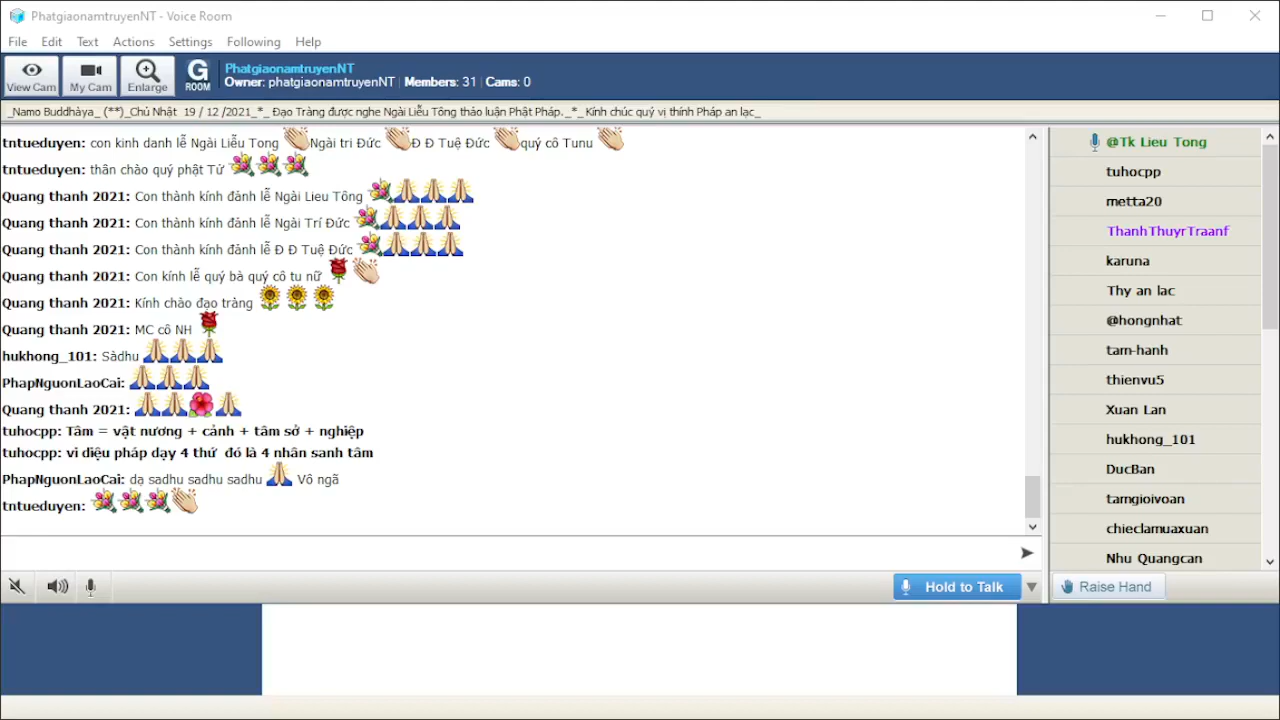 PhatgiaonamtruyenNT - Voice Room
File Edit Text Actions Settings Following Help
View Cam My Cam Enlarge G ROOM
PhatgiaonamtruyenNT
Owner: phatgiaonamtruyenNT | Members: 31 | Cams: 0
_Namo Buddhàya_ (**)_Chủ Nhật 19 / 12 /2021_*_ Đạo Tràng được nghe Ngài Liễu Tông thảo luận Phật Pháp._*_Kính chúc quý vị thính Pháp an lạc_
tntueduyen: con kinh danh lễ Ngài Liễu Tong Ngài tri Đức Đ Đ Tuệ Đức quý cô Tunu
tntueduyen: thân chào quý phật Tử
Quang thanh 2021: Con thành kính đảnh lễ Ngài Lieu Tông
Quang thanh 2021: Con thành kính đảnh lễ Ngài Trí Đức
Quang thanh 2021: Con thành kính đảnh lễ Đ Đ Tuệ Đức
Quang thanh 2021: Con kính lễ quý bà quý cô tu nữ
Quang thanh 2021: Kính chào đạo tràng
Quang thanh 2021: MC cô NH
hukhong_101: Sàdhu
PhapNguonLaoCai:
Quang thanh 2021:
tuhocpp: Tâm = vật nương + cảnh + tâm sở + nghiệp
tuhocpp: vi diệu pháp dạy 4 thứ đó là 4 nhân sanh tâm
PhapNguonLaoCai: dạ sadhu sadhu sadhu Vô ngã
tntueduyen:
@Tk Lieu Tong
tuhocpp
metta20
ThanhThuyrTraanf
karuna
Thy an lac
@hongnhat
tam-hanh
thienvu5
Xuan Lan
hukhong_101
DucBan
tamgioivoan
chieclamuaxuan
Nhu Quangcan
Hold to Talk
Raise Hand